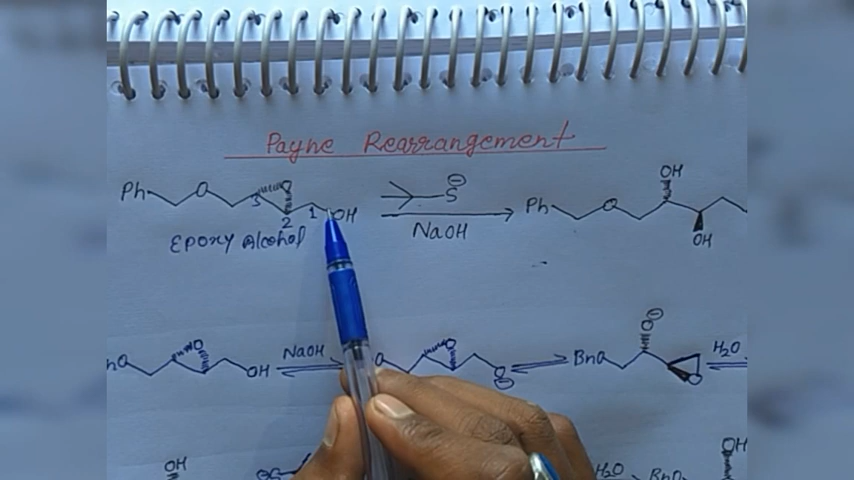 Payne Rearrangement
Ph O 3 O 2 1 OH S⊖ NaOH Ph O OH OH
Epoxy Alcohol
O O OH NaOH O O⊖ BnO O⊖ O H₂O
OH H₂O BnO OH